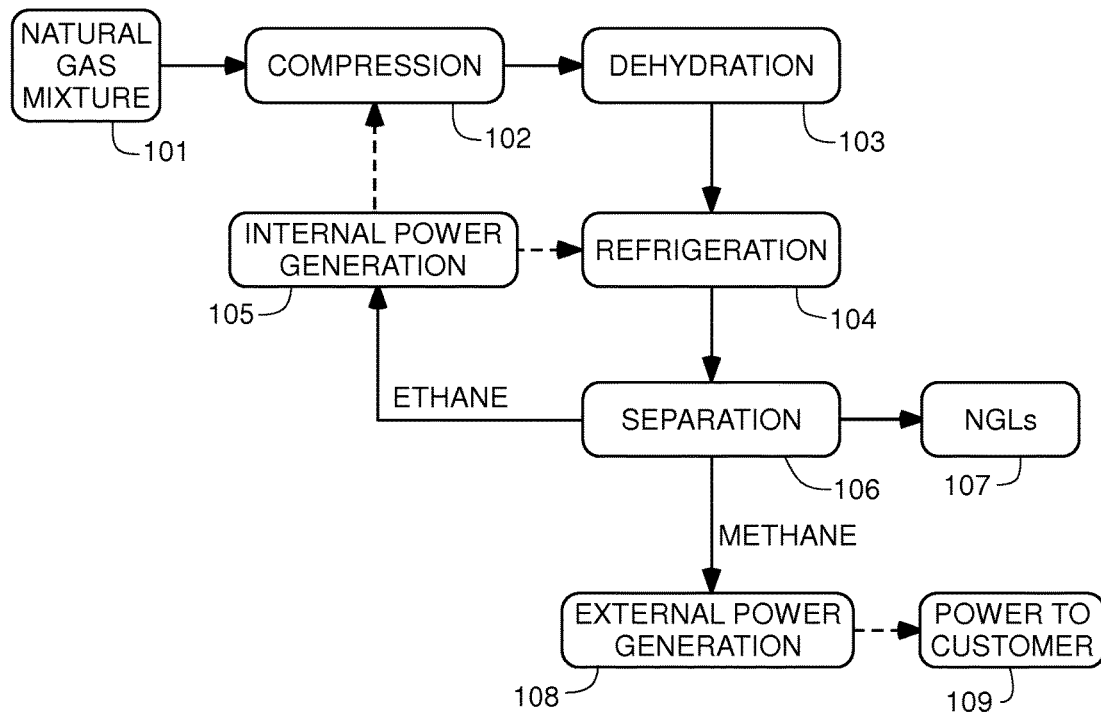 NATURAL
GAS
MIXTURE
101
COMPRESSION
102
DEHYDRATION
103
INTERNAL POWER
GENERATION
105
REFRIGERATION
104
ETHANE
SEPARATION
106
NGLs
107
METHANE
EXTERNAL POWER
GENERATION
108
POWER TO
CUSTOMER
109